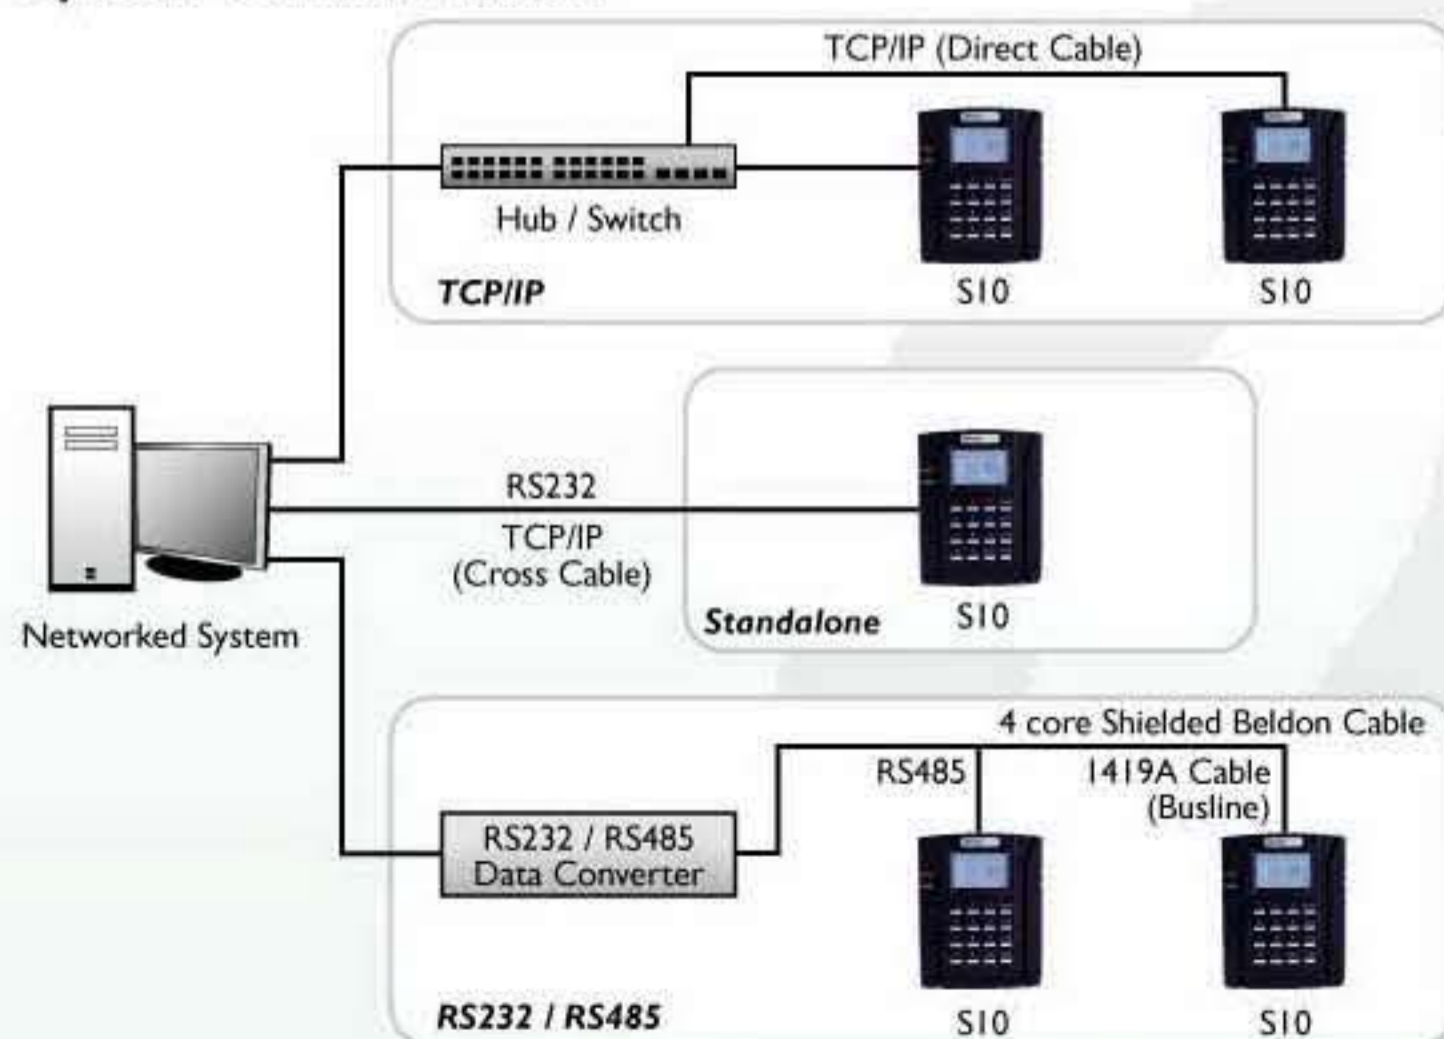 TCP/IP (Direct Cable)
Hub / Switch
TCP/IP
S10
S10
RS232
TCP/IP
(Cross Cable)
Networked System
Standalone
S10
4 core Shielded Beldon Cable
RS485
1419A Cable
(Busline)
RS232 / RS485
Data Converter
RS232 / RS485
S10
S10